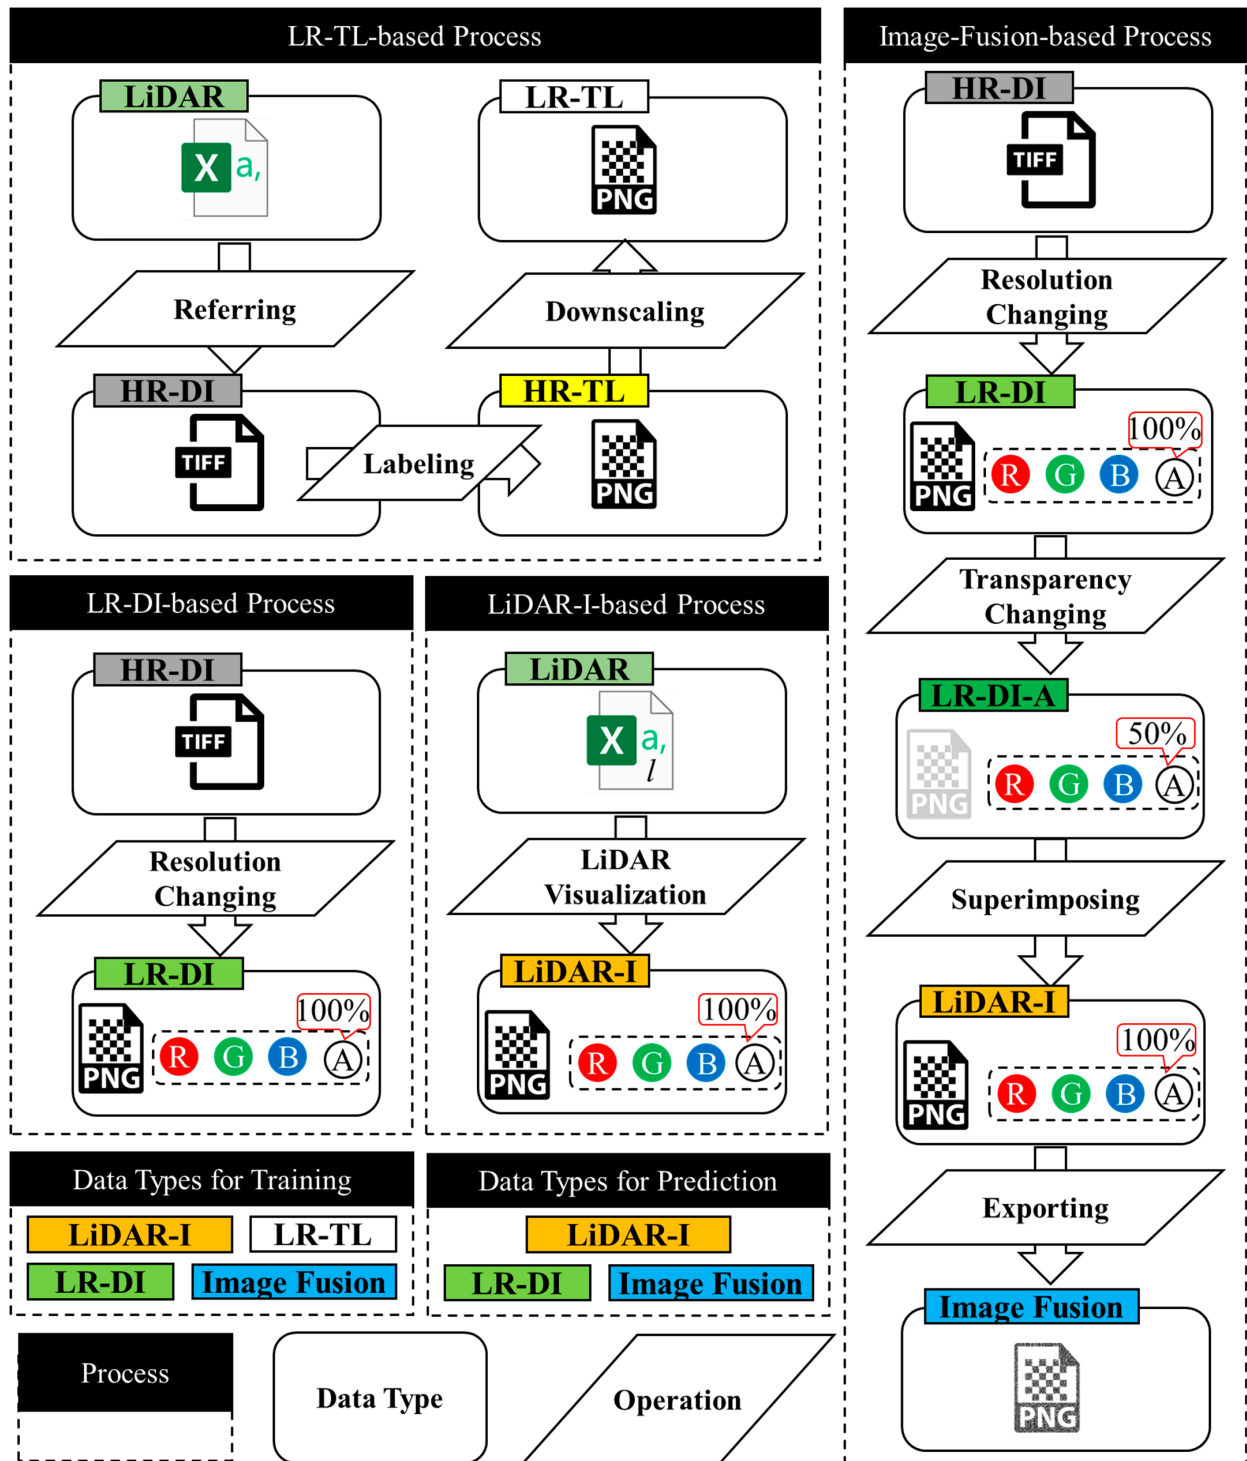 LR-TL-based Process
LiDAR
X a,
LR-TL
PNG
Referring
Downscaling
HR-DI
TIFF
Labeling
HR-TL
PNG
LR-DI-based Process
HR-DI
TIFF
Resolution
Changing
LR-DI
100%
PNG
R G B A
LiDAR-I-based Process
LiDAR
X a,
l
LiDAR
Visualization
LiDAR-I
100%
PNG
R G B A
Image-Fusion-based Process
HR-DI
TIFF
Resolution
Changing
LR-DI
100%
PNG
R G B A
Transparency
Changing
LR-DI-A
50%
PNG
R G B A
Superimposing
LiDAR-I
100%
PNG
R G B A
Exporting
Image Fusion
PNG
Data Types for Training
LiDAR-I
LR-TL
LR-DI
Image Fusion
Data Types for Prediction
LiDAR-I
LR-DI
Image Fusion
Process
Data Type
Operation